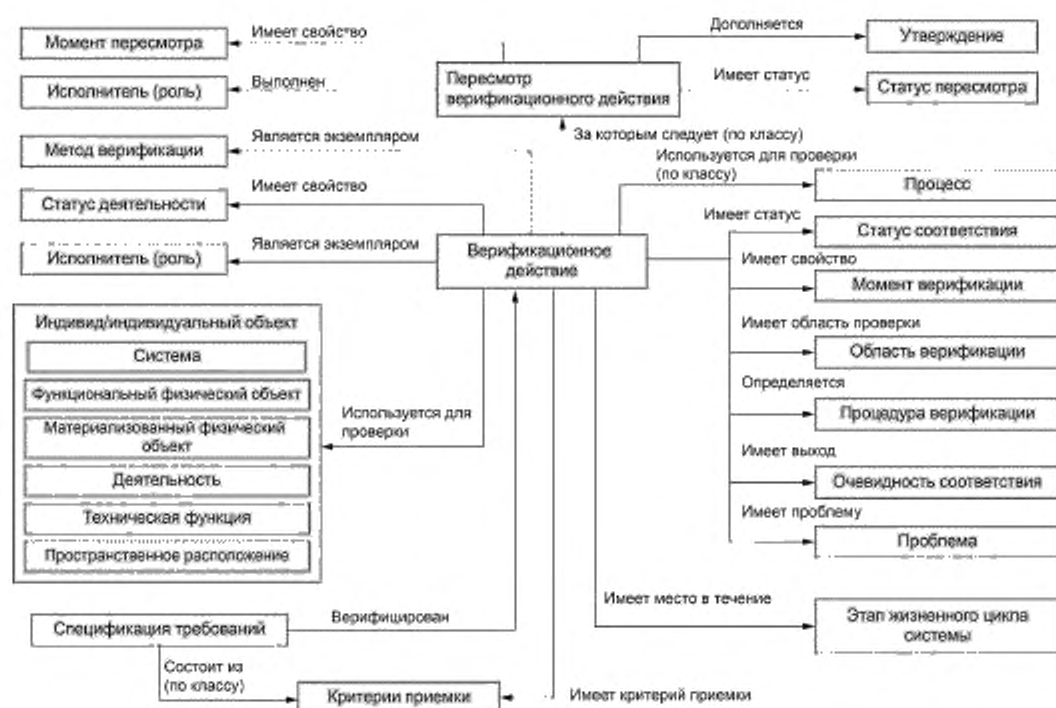 Момент пересмотра
Имеет свойство
Дополняется
Утверждение
Исполнитель (роль)
Выполнен
Пересмотр
верификационного действия
Имеет статус
Статус пересмотра
За которым следует (по классу)
Метод верификации
Является экземпляром
Используется для проверки
(по классу)
Процесс
Статус деятельности
Имеет свойство
Имеет статус
Статус соответствия
Исполнитель (роль)
Является экземпляром
Верификационное
действие
Имеет свойство
Момент верификации
Индивид/индивидуальный объект
Система
Функциональный физический объект
Материализованный физический
объект
Деятельность
Техническая функция
Пространственное расположение
Используется для
проверки
Имеет область проверки
Область верификации
Определяется
Процедура верификации
Имеет выход
Очевидность соответствия
Имеет проблему
Проблема
Имеет место в течение
Этап жизненного цикла
системы
Спецификация требований
Верифицирован
Состоит из
(по классу)
Критерии приемки
Имеет критерий приемки